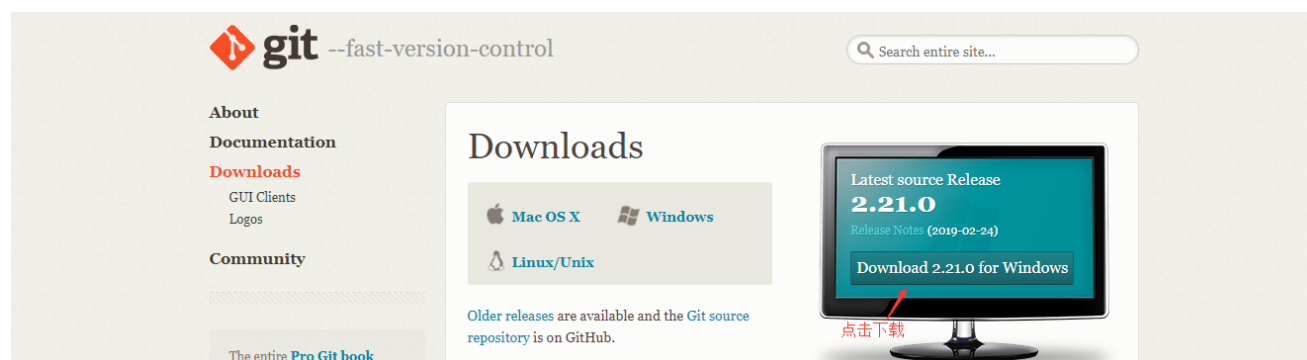 git --fast-version-control
Search entire site...
About
Documentation
Downloads
GUI Clients
Logos
Community
The entire Pro Git book
Downloads
Mac OS X
Windows
Linux/Unix
Older releases are available and the Git source
repository is on GitHub.
Latest source Release
2.21.0
Release Notes (2019-02-24)
Download 2.21.0 for Windows
点击下载